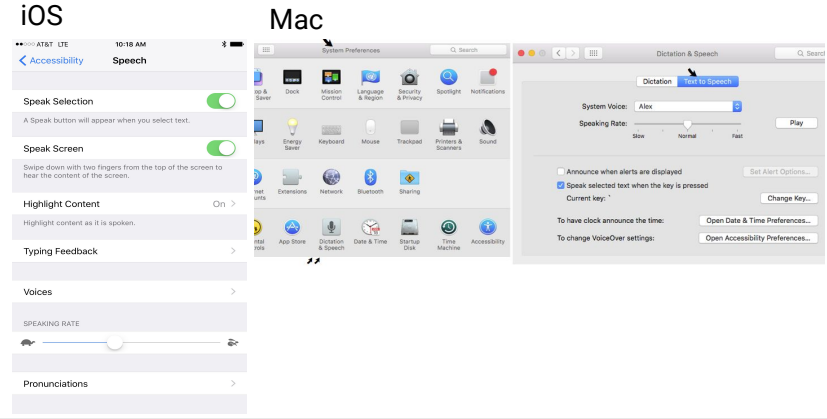 iOS
Mac
●●○○○ AT&T LTE 10:18 AM
Accessibility Speech
Speak Selection
A Speak button will appear when you select text.
Speak Screen
Swipe down with two fingers from the top of the screen to
hear the content of the screen.
Highlight Content On
Highlight content as it is spoken.
Typing Feedback
Voices
SPEAKING RATE
Pronunciations
System Preferences Search
Saver Dock Mission Control Language & Region Security & Privacy Spotlight Notifications
Energy Saver Keyboard Mouse Trackpad Printers & Scanners Sound
Extensions Network Bluetooth Sharing
App Store Dictation & Speech Date & Time Startup Disk Time Machine Accessibility
Dictation & Speech Search
Dictation Text to Speech
System Voice: Alex
Speaking Rate: Play
Slow Normal Fast
Announce when alerts are displayed Set Alert Options...
Speak selected text when the key is pressed
Current key: Change Key...
To have clock announce the time: Open Date & Time Preferences...
To change VoiceOver settings: Open Accessibility Preferences...